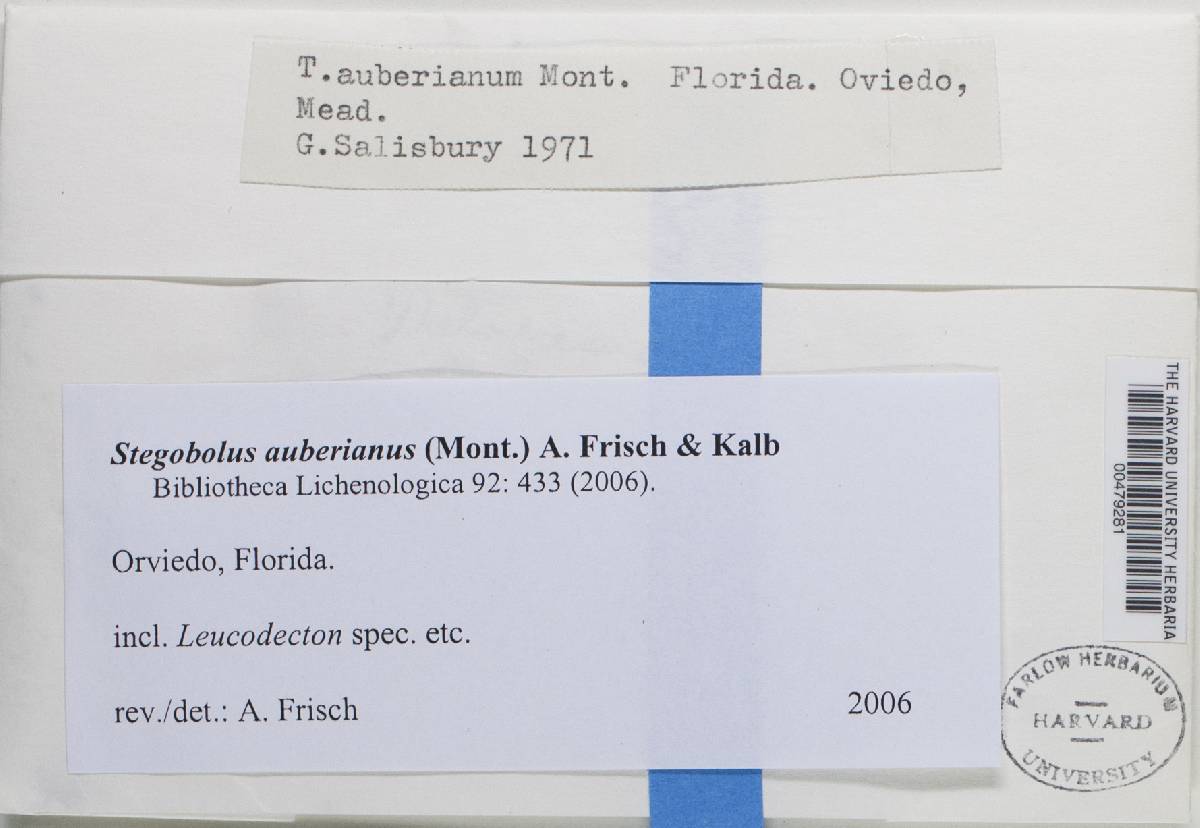 T.auberianum Mont. Florida. Oviedo,
Mead.
G.Salisbury 1971
Stegobolus auberianus (Mont.) A. Frisch & Kalb
Bibliotheca Lichenologica 92: 433 (2006).
Orviedo, Florida.
incl. Leucodecton spec. etc.
rev./det.: A. Frisch 2006
THE HARVARD UNIVERSITY HERBARIA
00479281
FARLOW HERBARIUM
HARVARD
UNIVERSITY